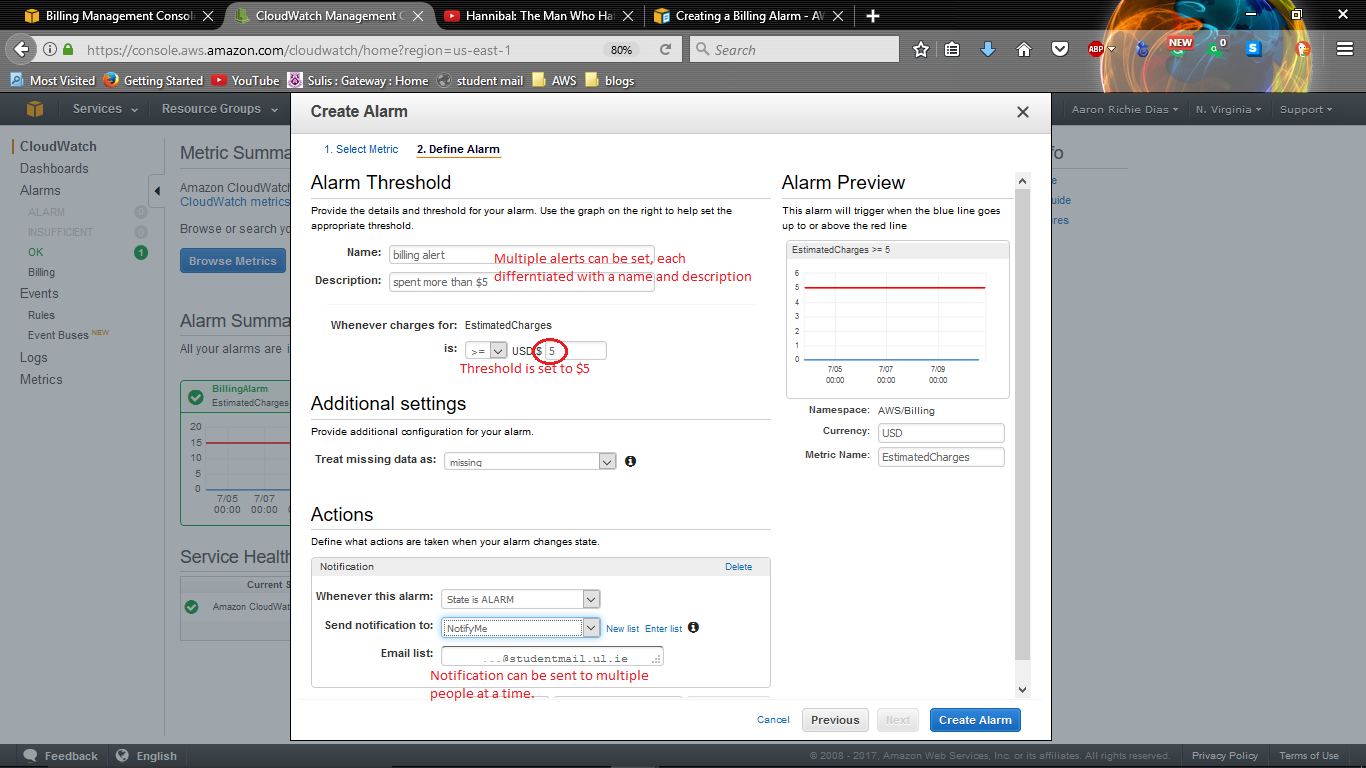 Billing Management Conso
CloudWatch Management C
Hannibal: The Man Who Ha
Creating a Billing Alarm - AW
https://console.aws.amazon.com/cloudwatch/home?region=us-east-1
80%
Search
ABP
NEW
0
Most Visited
Getting Started
YouTube
Sulis : Gateway : Home
student mail
AWS
blogs
Services
Resource Groups
Aaron Richie Dias
N. Virginia
Support
CloudWatch
Dashboards
Alarms
ALARM 0
INSUFFICIENT 0
OK 1
Billing
Events
Rules
Event Buses NEW
Logs
Metrics
Metric Summa
Amazon CloudWat
CloudWatch metrics
Browse or search yo
Browse Metrics
Alarm Summa
All your alarms are i
BillingAlarm
EstimatedCharges
20
15
10
5
0
7/05 7/07
00:00 00:00
Service Health
Current S
Amazon CloudWat
Create Alarm
1. Select Metric
2. Define Alarm
Alarm Threshold
Provide the details and threshold for your alarm. Use the graph on the right to help set the
appropriate threshold.
Name: billing alert
Multiple alerts can be set, each
differntiated with a name and description
Description: spent more than $5
Whenever charges for: EstimatedCharges
is: >= USD $ 5
Threshold is set to $5
Additional settings
Provide additional configuration for your alarm.
Treat missing data as: missing
Actions
Define what actions are taken when your alarm changes state.
Notification
Delete
Whenever this alarm: State is ALARM
Send notification to: NotifyMe New list Enter list
Email list: @studentmail.ul.ie
Notification can be sent to multiple
people at a time.
Alarm Preview
This alarm will trigger when the blue line goes
up to or above the red line
EstimatedCharges >= 5
6
5
4
3
2
1
0
7/05 7/07 7/09
00:00 00:00 00:00
Namespace: AWS/Billing
Currency: USD
Metric Name: EstimatedCharges
Cancel
Previous
Next
Create Alarm
fo
e
uide
res
Feedback
English
© 2008 - 2017, Amazon Web Services, Inc. or its affiliates. All rights reserved.
Privacy Policy
Terms of Use